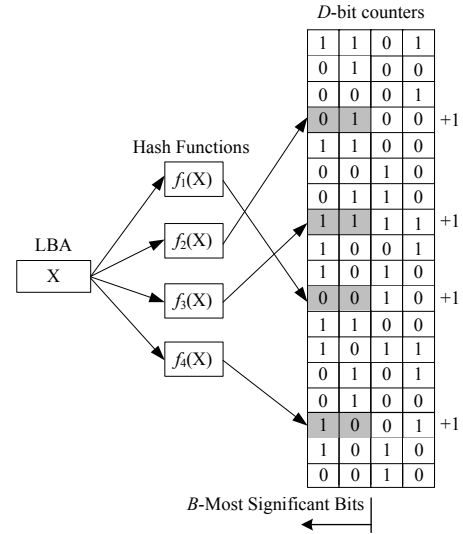 D-bit counters
1 1 0 1
0 1 0 0
0 0 0 1
0 1 0 0 +1
1 1 0 0
Hash Functions
0 0 1 0
f1(X)
0 1 1 0
1 1 1 1 +1
f2(X)
1 0 0 1
LBA
X
1 0 1 0
f3(X)
0 0 1 0 +1
1 1 0 0
1 0 1 1
f4(X)
0 1 0 1
0 1 0 0
1 0 0 1 +1
1 0 1 0
0 0 1 0
B-Most Significant Bits